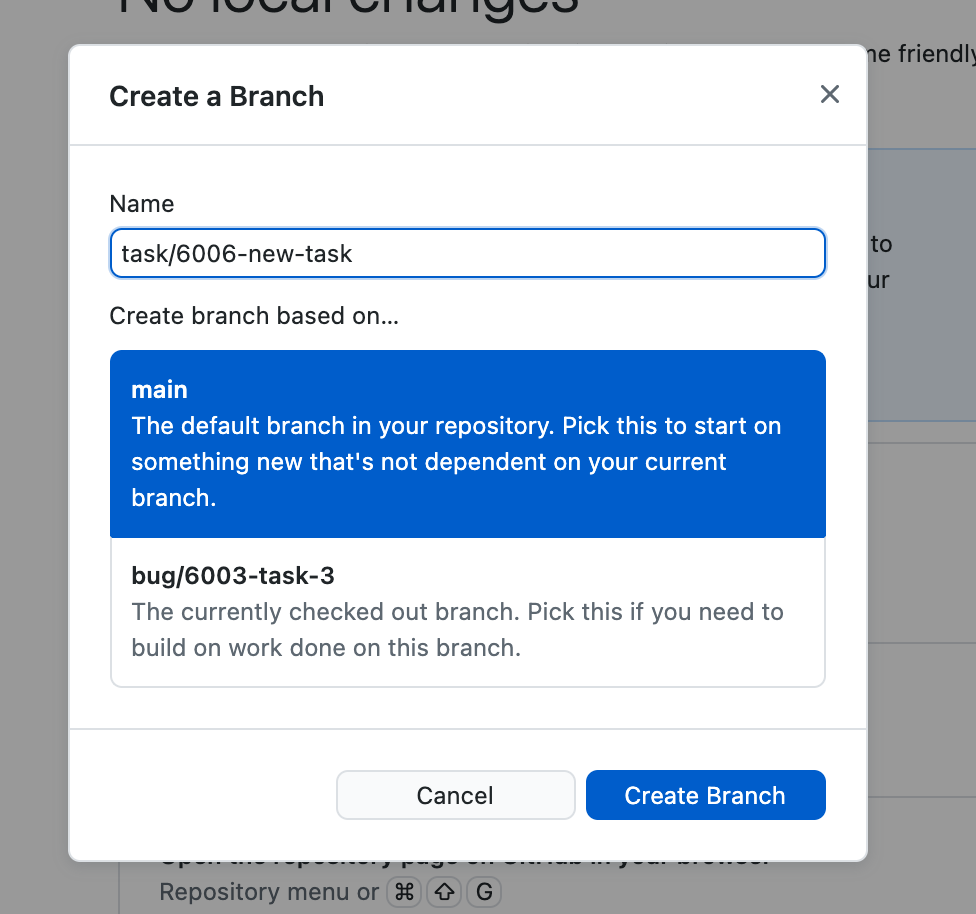 No local changes
ne friendly
Create a Branch
Name
task/6006-new-task
to
ur
Create branch based on...
main
The default branch in your repository. Pick this to start on
something new that's not dependent on your current
branch.
bug/6003-task-3
The currently checked out branch. Pick this if you need to
build on work done on this branch.
Cancel
Create Branch
Open the repository page on GitHub in your browser
Repository menu or ⌘ ⇧ G